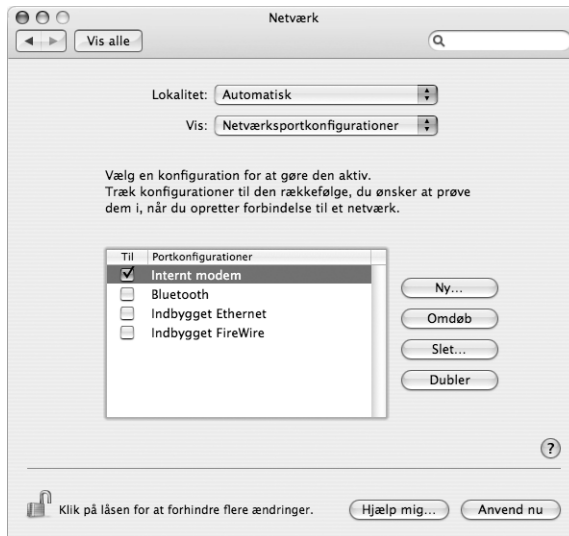 Netværk
Vis alle
Lokalitet: Automatisk
Vis: Netværksportkonfigurationer
Vælg en konfiguration for at gøre den aktiv.
Træk konfigurationer til den rækkefølge, du ønsker at prøve
dem i, når du opretter forbindelse til et netværk.
Til Portkonfigurationer
Internt modem
Bluetooth
Indbygget Ethernet
Indbygget FireWire
Ny...
Omdøb
Slet...
Dubler
?
Klik på låsen for at forhindre flere ændringer.
Hjælp mig...
Anvend nu